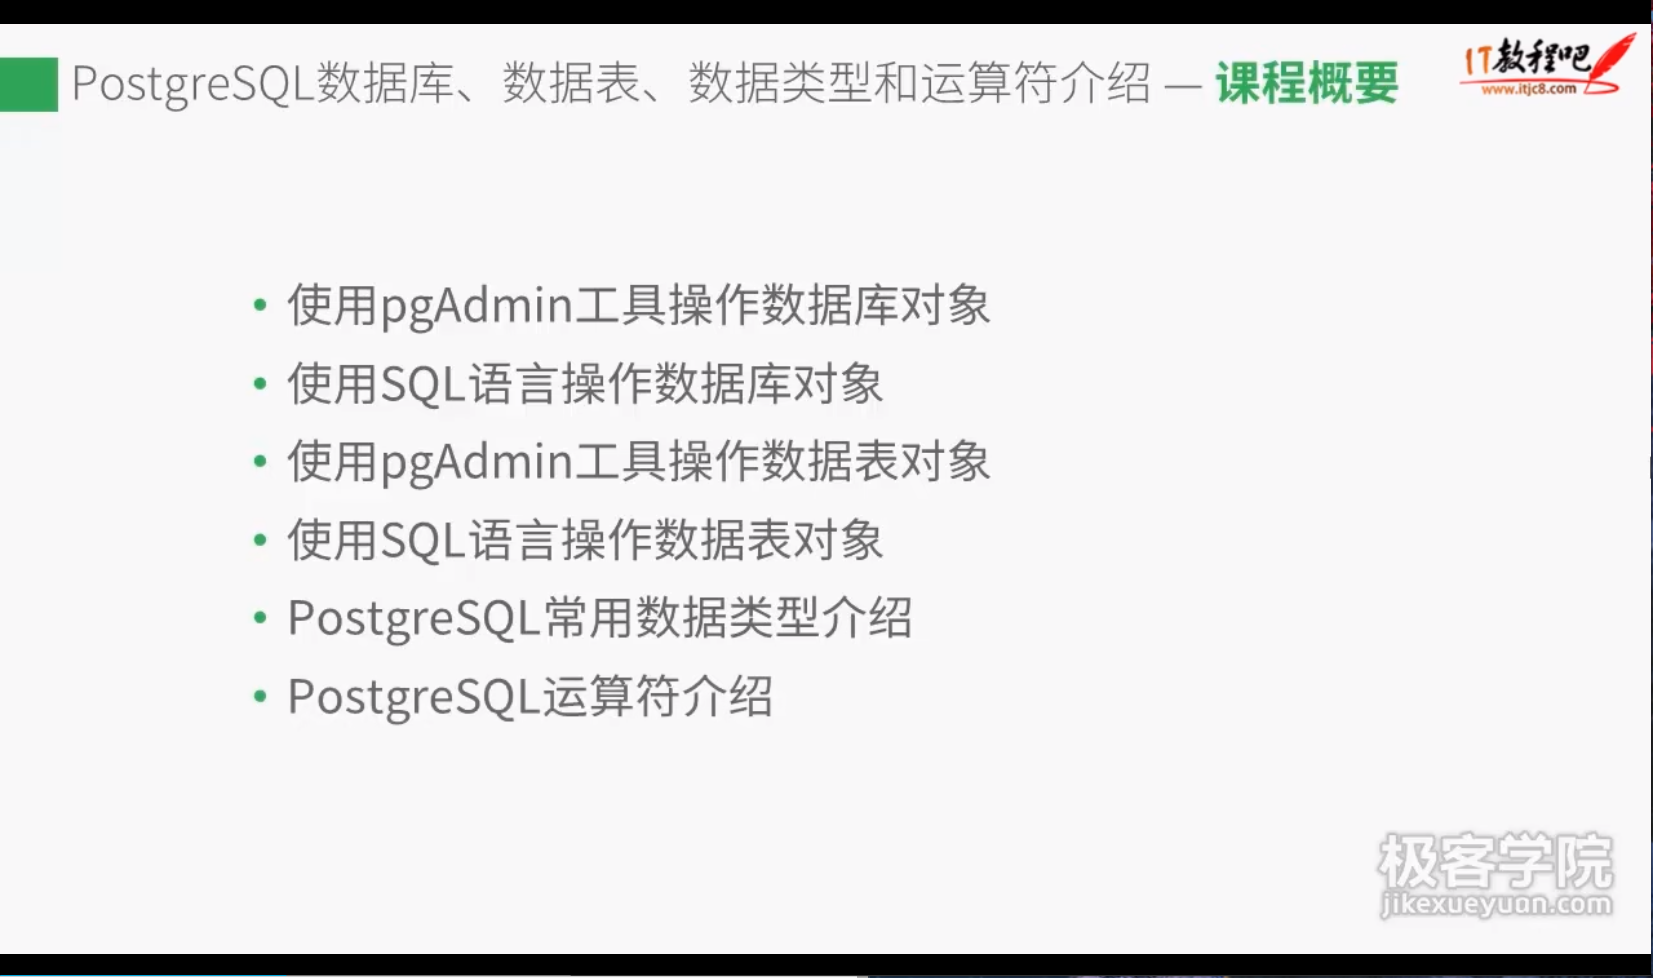 PostgreSQL数据库、数据表、数据类型和运算符介绍 — 课程概要
IT教程吧
www.itjc8.com
• 使用pgAdmin工具操作数据库对象
• 使用SQL语言操作数据库对象
• 使用pgAdmin工具操作数据表对象
• 使用SQL语言操作数据表对象
• PostgreSQL常用数据类型介绍
• PostgreSQL运算符介绍
极客学院
jikexueyuan.com